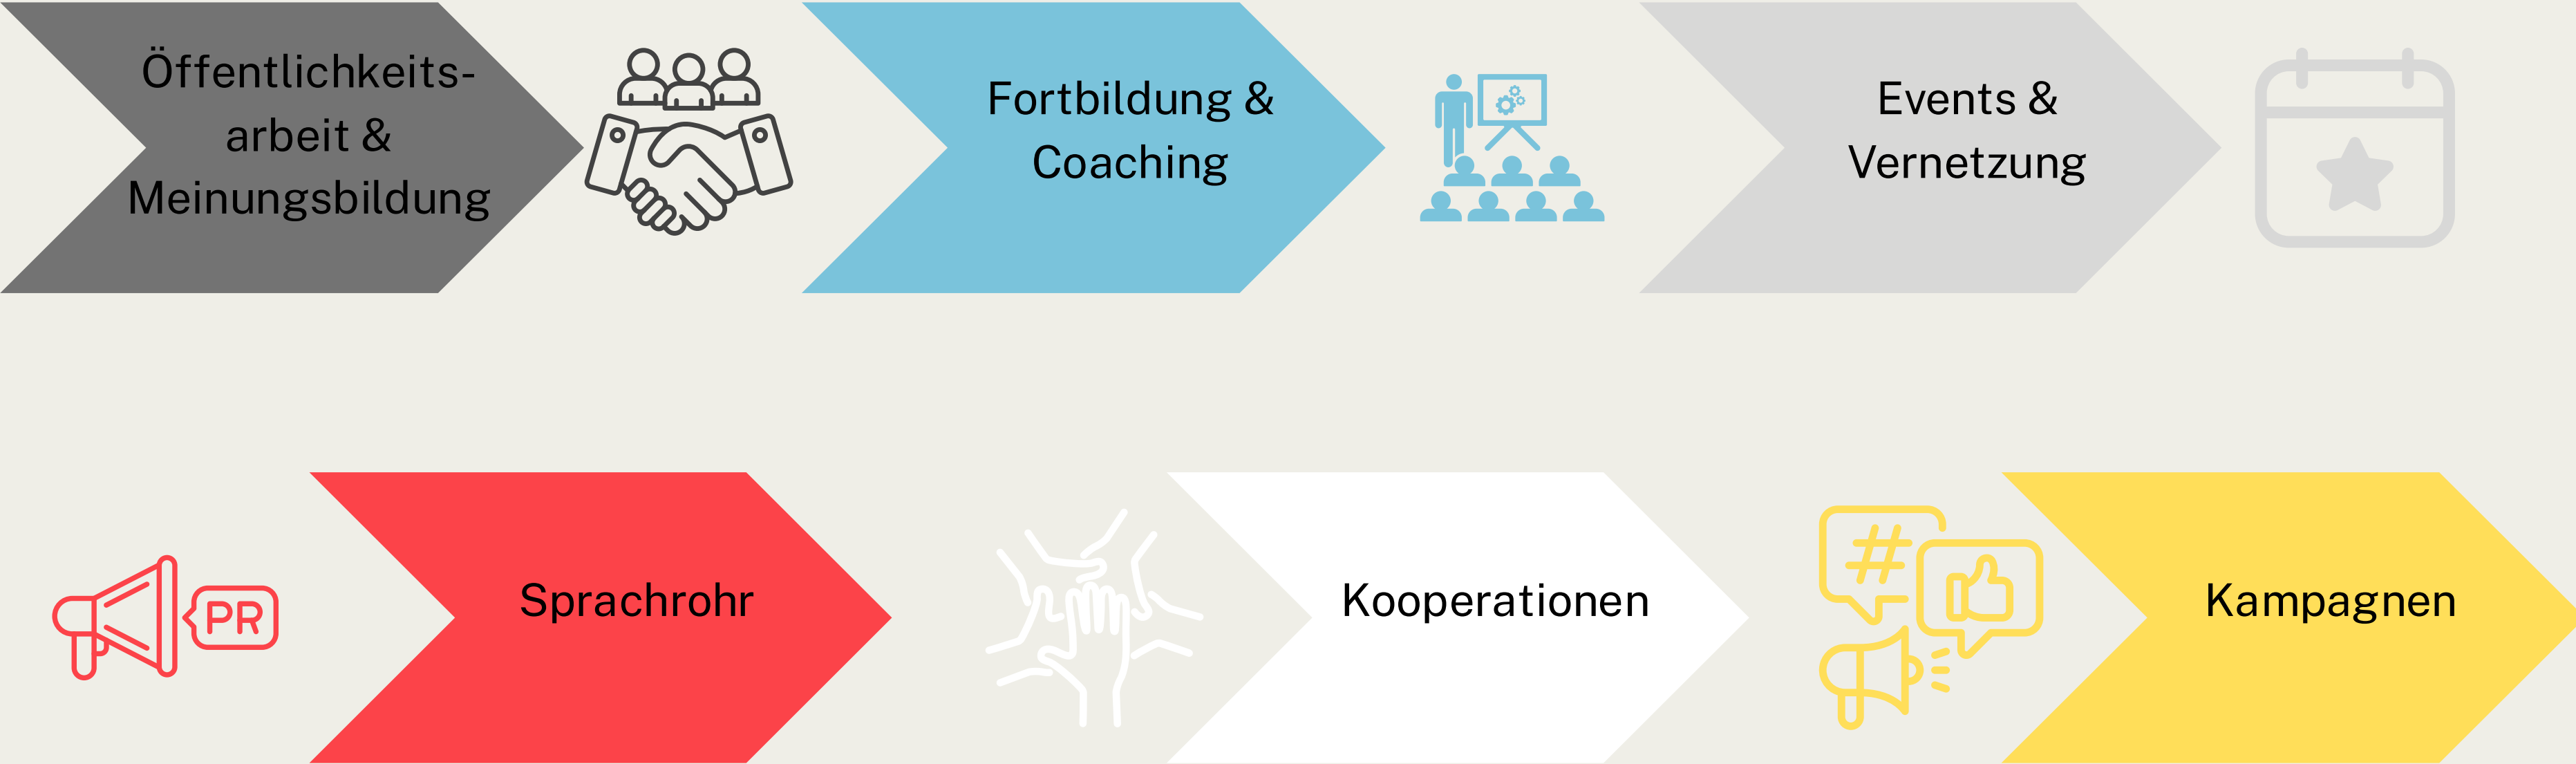 Öffentlichkeits-
arbeit &
Meinungsbildung
Fortbildung &
Coaching
Events &
Vernetzung
PR
Sprachrohr
Kooperationen
#
Kampagnen